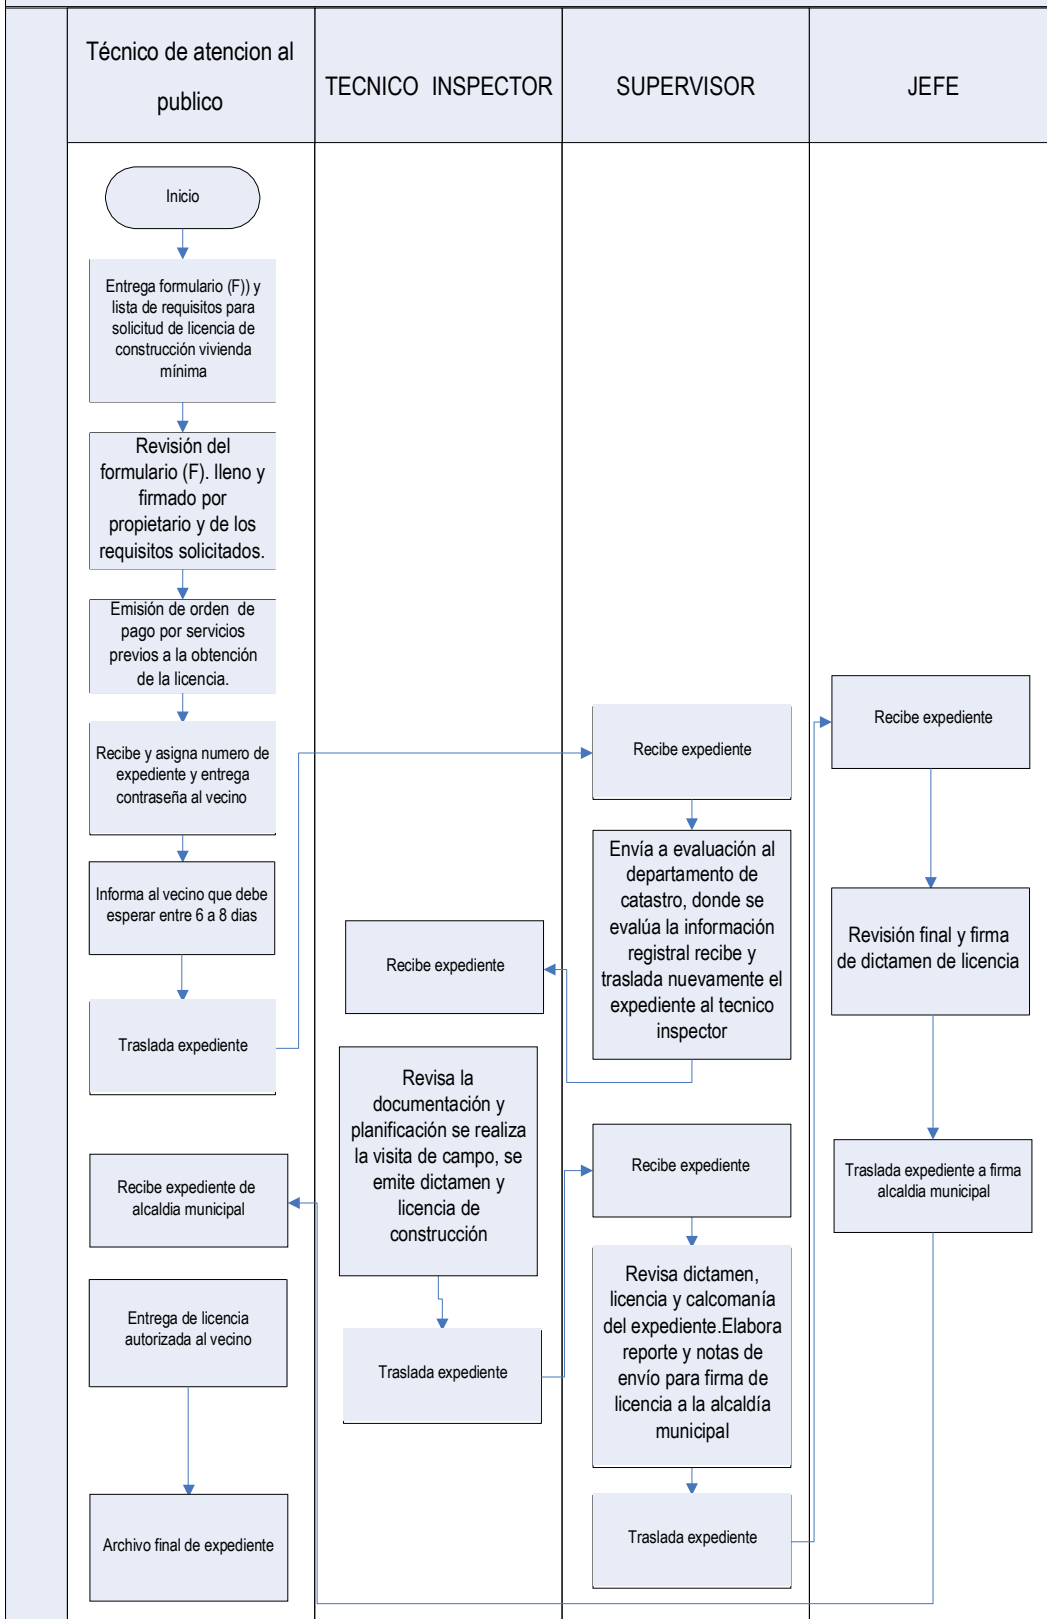 Técnico de atencion al
publico
TECNICO INSPECTOR
SUPERVISOR
JEFE
Inicio
Entrega formulario (F)) y
lista de requisitos para
solicitud de licencia de
construcción vivienda
mínima
Revisión del
formulario (F). lleno y
firmado por
propietario y de los
requisitos solicitados.
Emisión de orden de
pago por servicios
previos a la obtención
de la licencia.
Recibe y asigna numero de
expediente y entrega
contraseña al vecino
Informa al vecino que debe
esperar entre 6 a 8 dias
Traslada expediente
Recibe expediente de
alcaldia municipal
Entrega de licencia
autorizada al vecino
Archivo final de expediente
Recibe expediente
Revisa la
documentación y
planificación se realiza
la visita de campo, se
emite dictamen y
licencia de
construcción
Traslada expediente
Recibe expediente
Envía a evaluación al
departamento de
catastro, donde se
evalúa la información
registral recibe y
traslada nuevamente el
expediente al tecnico
inspector
Recibe expediente
Revisa dictamen,
licencia y calcomanía
del expediente.Elabora
reporte y notas de
envío para firma de
licencia a la alcaldía
municipal
Traslada expediente
Recibe expediente
Revisión final y firma
de dictamen de licencia
Traslada expediente a firma
alcaldia municipal